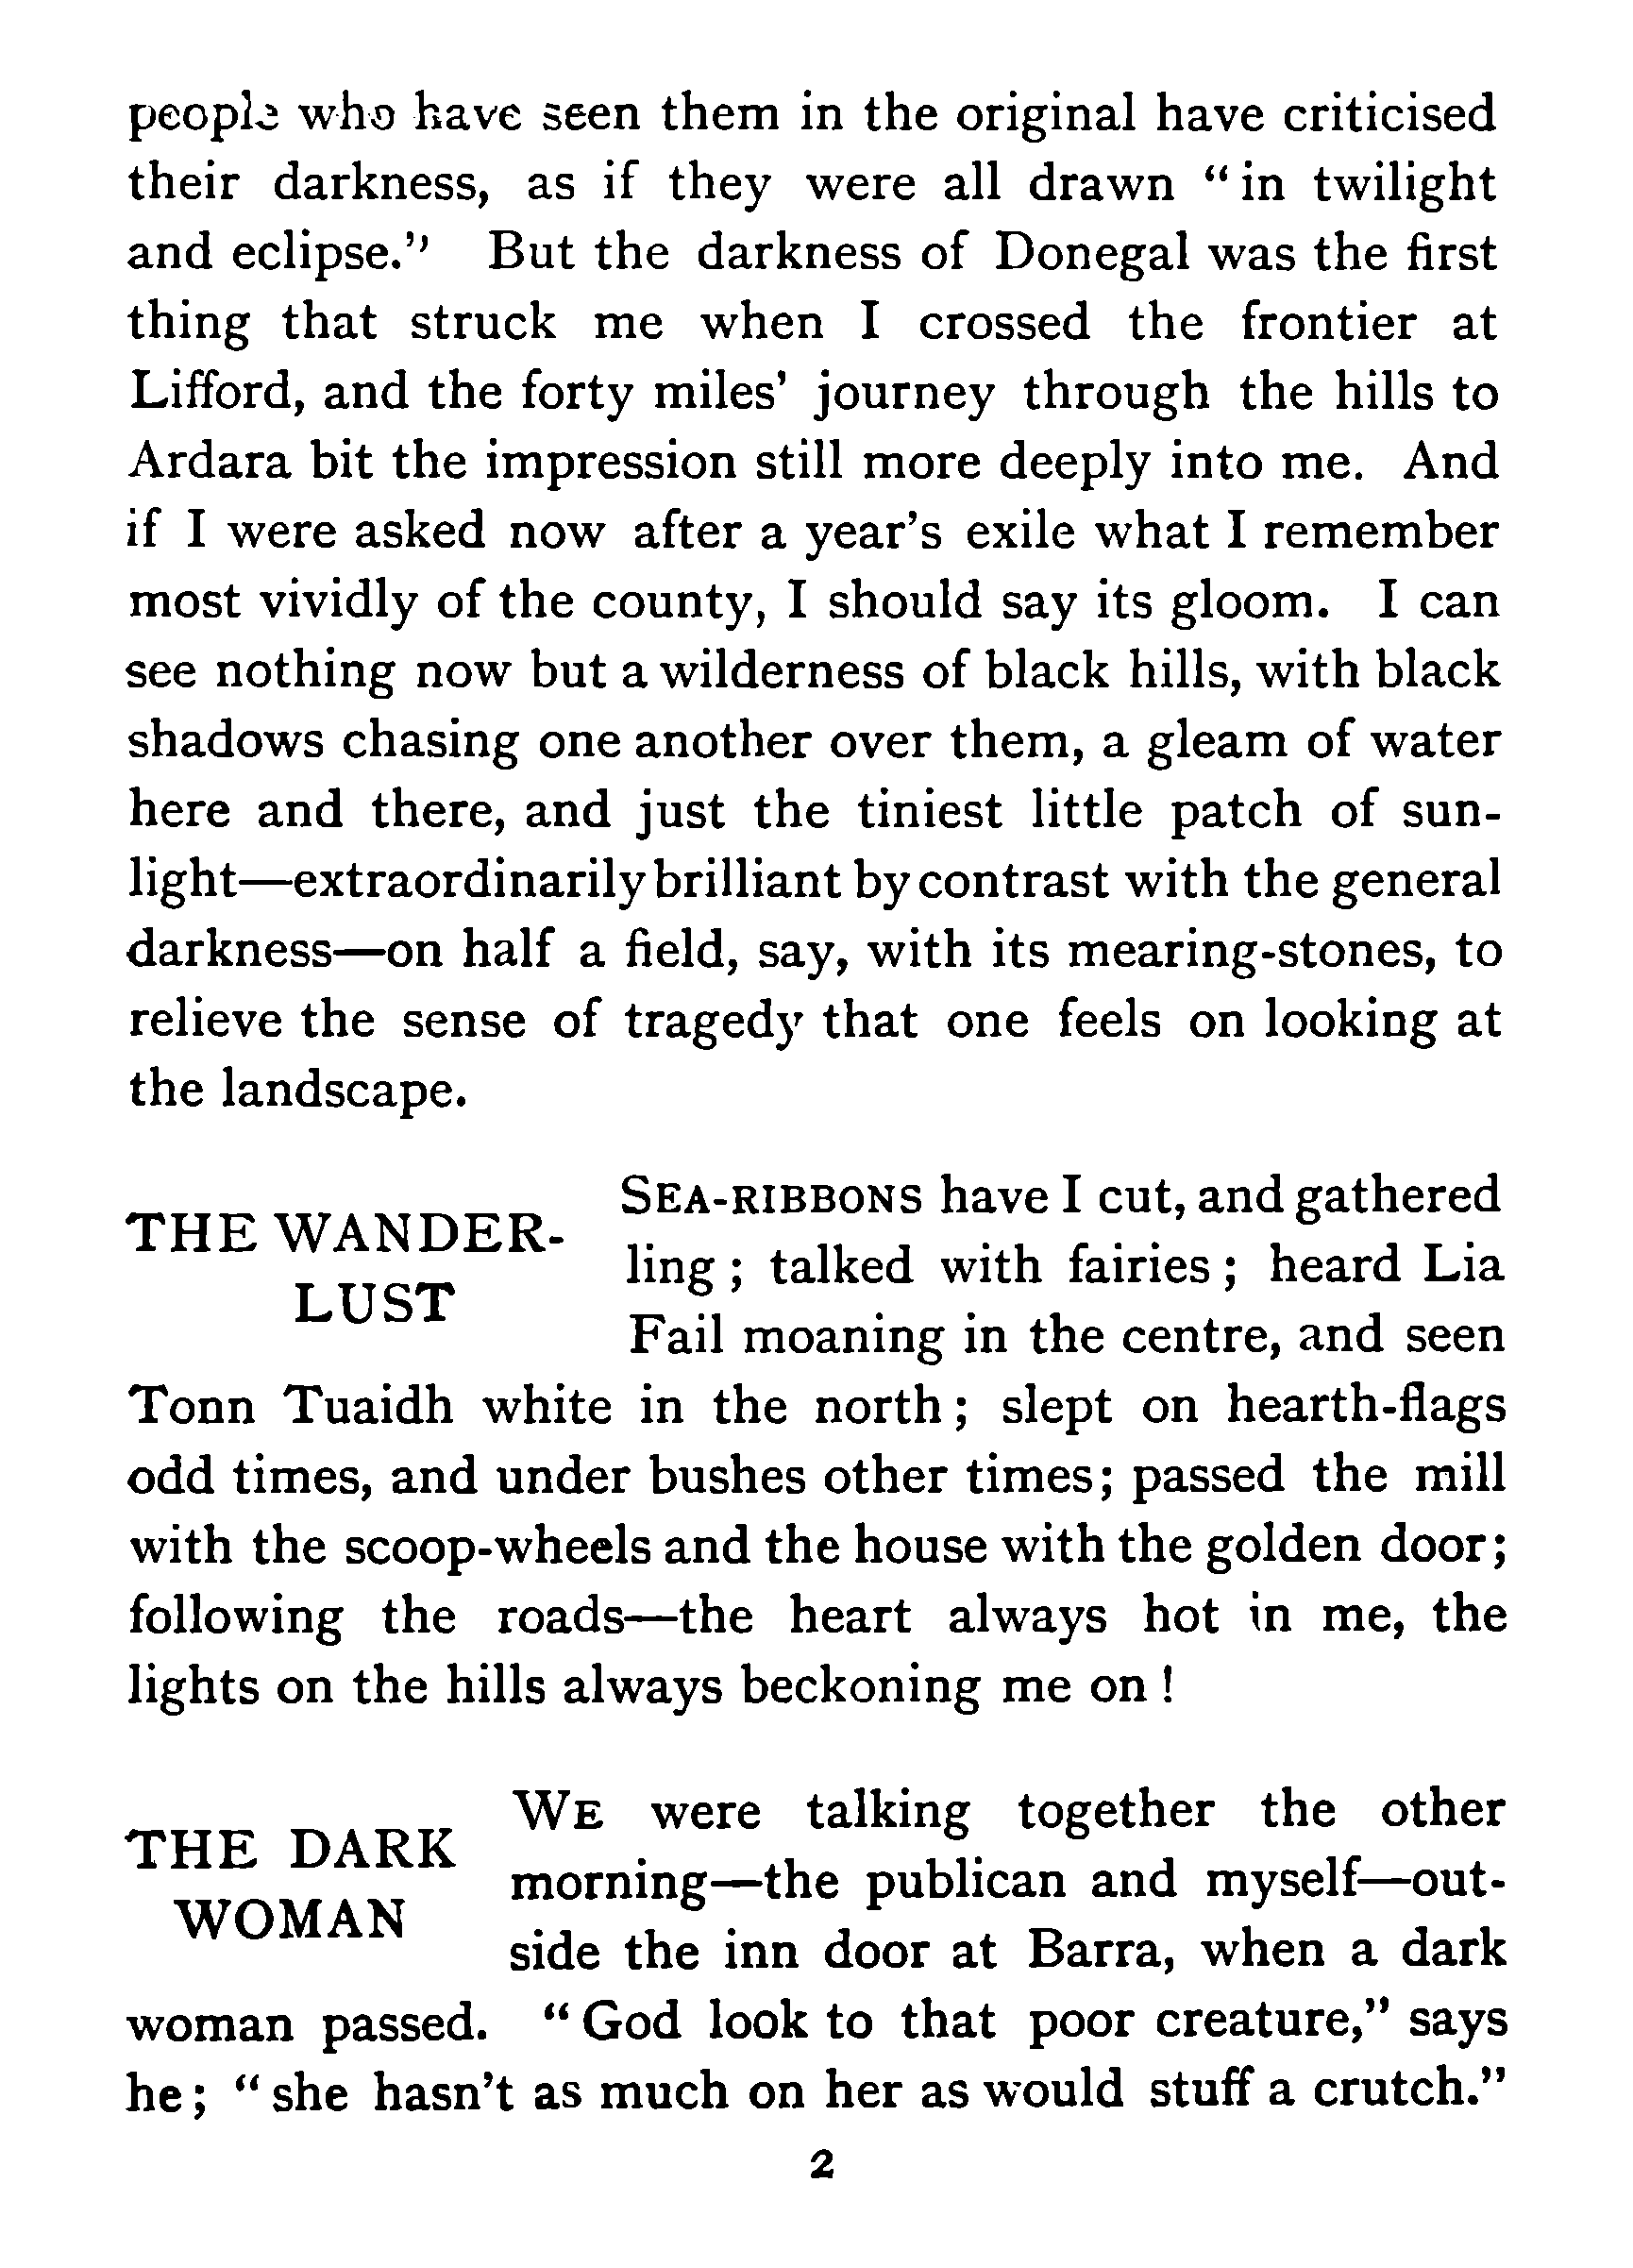 people who have seen them in the original have criticised
their darkness, as if they were all drawn “in twilight
and eclipse.” But the darkness of Donegal was the first
thing that struck me when I crossed the frontier at
Lifford, and the forty miles’ journey through the hills to
Ardara bit the impression still more deeply into me. And
if I were asked now after a year’s exile what I remember
most vividly of the county, I should say its gloom. I can
see nothing now but a wilderness of black hills, with black
shadows chasing one another over them, a gleam of water
here and there, and just the tiniest little patch of sun-
light—extraordinarily brilliant by contrast with the general
darkness—on half a field, say, with its mearing-stones, to
relieve the sense of tragedy that one feels on looking at
the landscape.
THE WANDER-
LUST
SEA-RIBBONS have I cut, and gathered
ling; talked with fairies; heard Lia
Fail moaning in the centre, and seen
Tonn Tuaidh white in the north; slept on hearth-flags
odd times, and under bushes other times; passed the mill
with the scoop-wheels and the house with the golden door;
following the roads—the heart always hot in me, the
lights on the hills always beckoning me on!
THE DARK
WOMAN
WE were talking together the other
morning—the publican and myself—out-
side the inn door at Barra, when a dark
woman passed. “God look to that poor creature,” says
he; “she hasn’t as much on her as would stuff a crutch.”
2